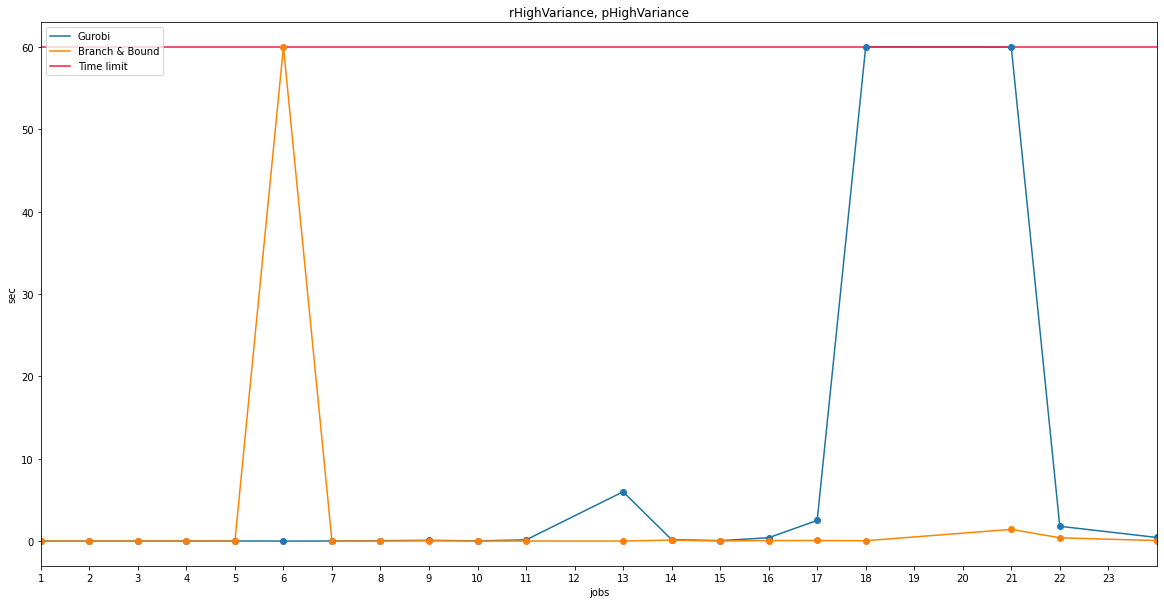 rHighVariance, pHighVariance
Gurobi
Branch & Bound
Time limit
60
50
40
30
20
10
0
sec
1 2 3 4 5 6 7 8 9 10 11 12 13 14 15 16 17 18 19 20 21 22 23
jobs